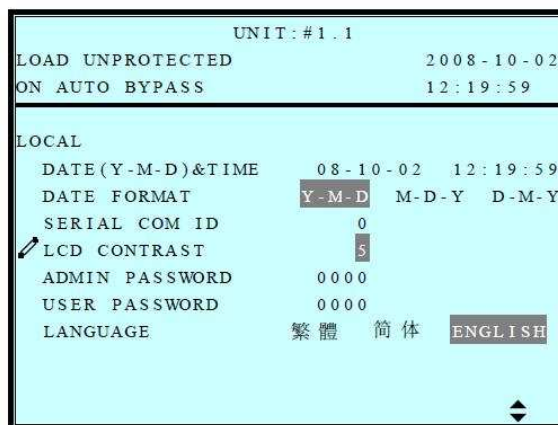 UNIT:#1.1
LOAD UNPROTECTED 2008-10-02
ON AUTO BYPASS 12:19:59
LOCAL
DATE(Y-M-D)&TIME 08-10-02 12:19:59
DATE FORMAT Y-M-D M-D-Y D-M-Y
SERIAL COM ID 0
LCD CONTRAST 5
ADMIN PASSWORD 0000
USER PASSWORD 0000
LANGUAGE 繁體 简体 ENGLISH